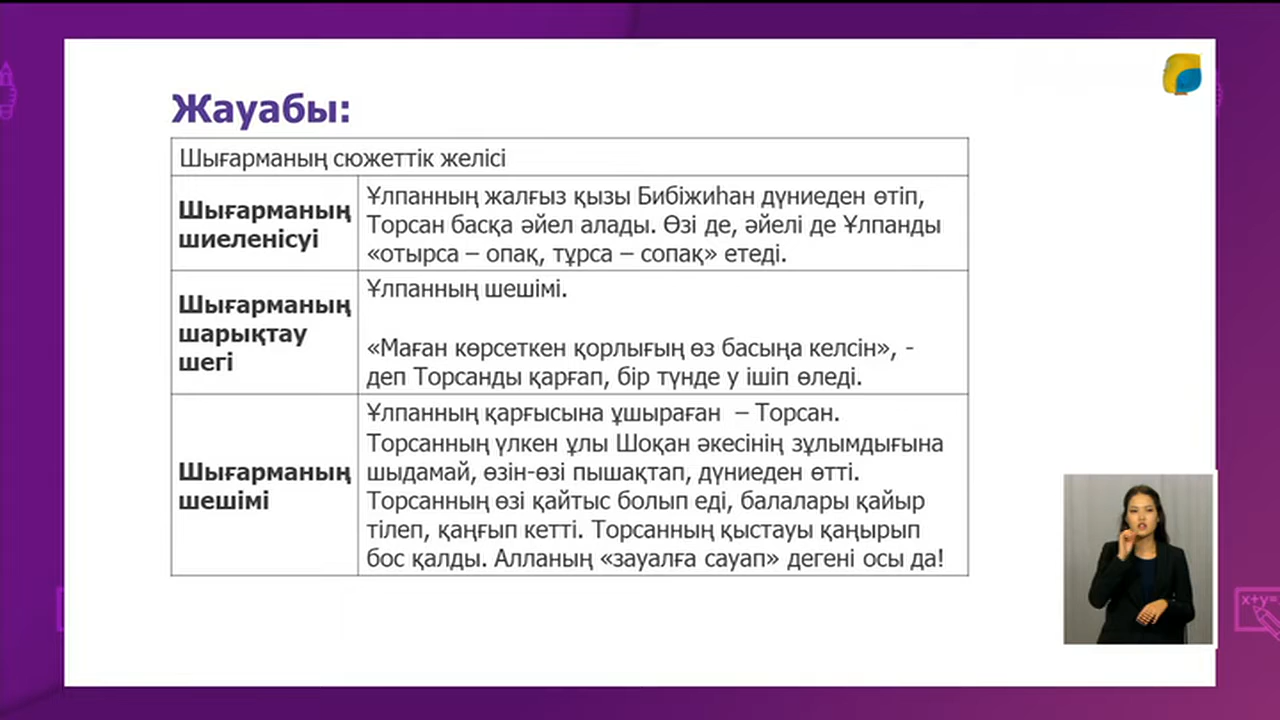 Жауабы:
Шығарманың сюжеттік желісі
Шығарманың
шиеленісуі
Ұлпанның жалғыз қызы Бибіжиһан дүниеден өтіп,
Торсан басқа әйел алады. Өзі де, әйелі де Ұлпанды
«отырса – опақ, тұрса – сопақ» етеді.
Шығарманың
шарықтау
шегі
Ұлпанның шешімі.
«Маған көрсеткен қорлығың өз басыңа келсін», -
деп Торсанды қарғап, бір түнде у ішіп өледі.
Шығарманың
шешімі
Ұлпанның қарғысына ұшыраған – Торсан.
Торсанның үлкен ұлы Шоқан әкесінің зұлымдығына
шыдамай, өзін-өзі пышақтап, дүниеден өтті.
Торсанның өзі қайтыс болып еді, балалары қайыр
тілеп, қаңғып кетті. Торсанның қыстауы қаңырып
бос қалды. Алланың «зауалға сауап» дегені осы да!
x+y=